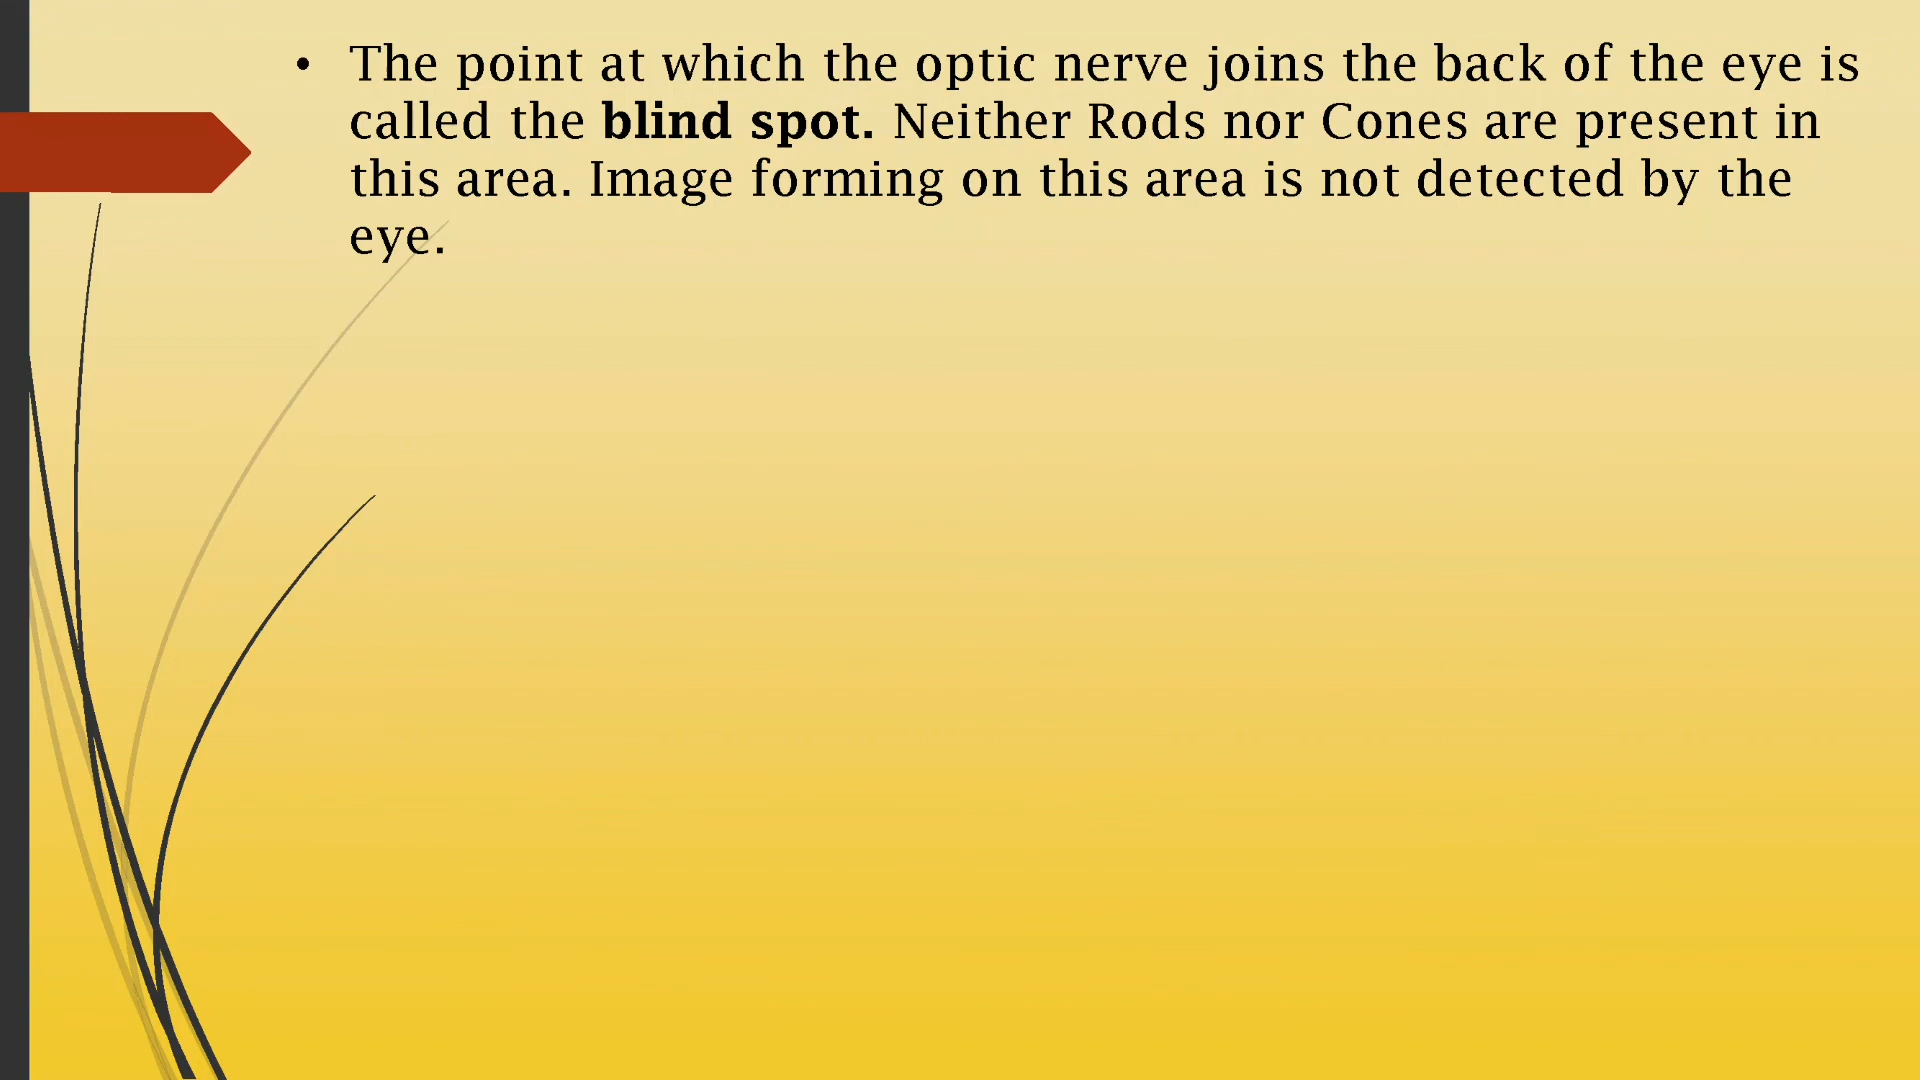 • The point at which the optic nerve joins the back of the eye is
called the blind spot. Neither Rods nor Cones are present in
this area. Image forming on this area is not detected by the
eye.